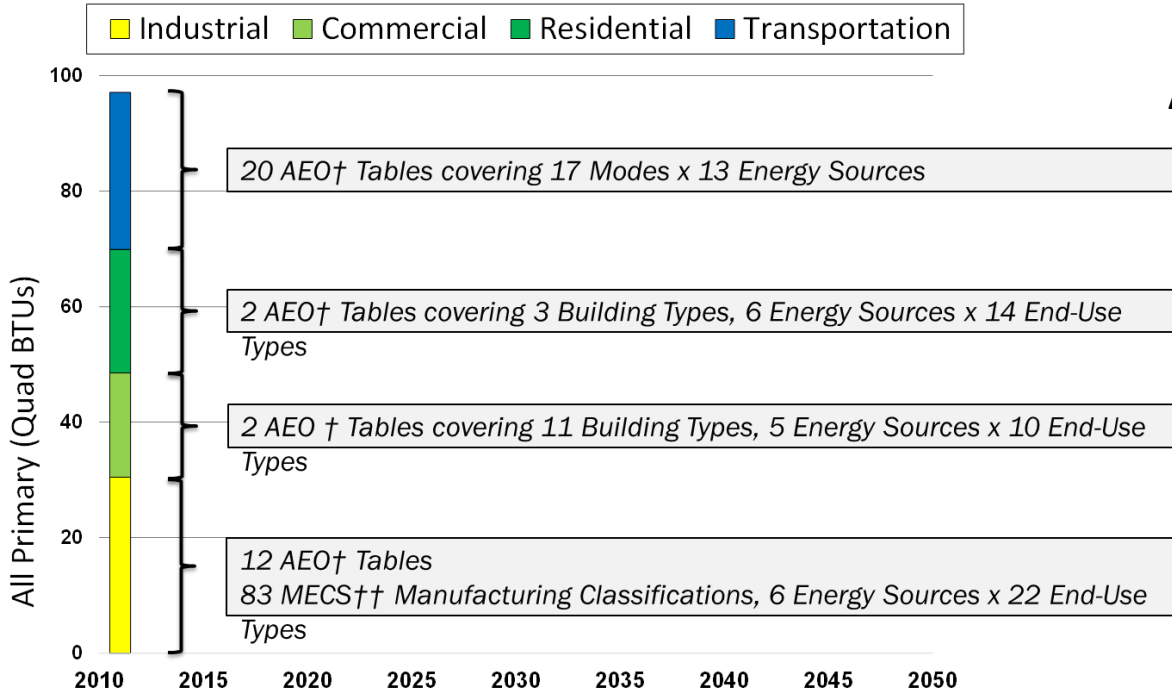 Industrial Commercial Residential Transportation
100
20 AEO† Tables covering 17 Modes x 13 Energy Sources
80
2 AEO† Tables covering 3 Building Types, 6 Energy Sources x 14 End-Use
Types
60
2 AEO † Tables covering 11 Building Types, 5 Energy Sources x 10 End-Use
Types
40
20
12 AEO† Tables
83 MECS†† Manufacturing Classifications, 6 Energy Sources x 22 End-Use
Types
0
All Primary (Quad BTUs)
2010 2015 2020 2025 2030 2035 2040 2045 2050